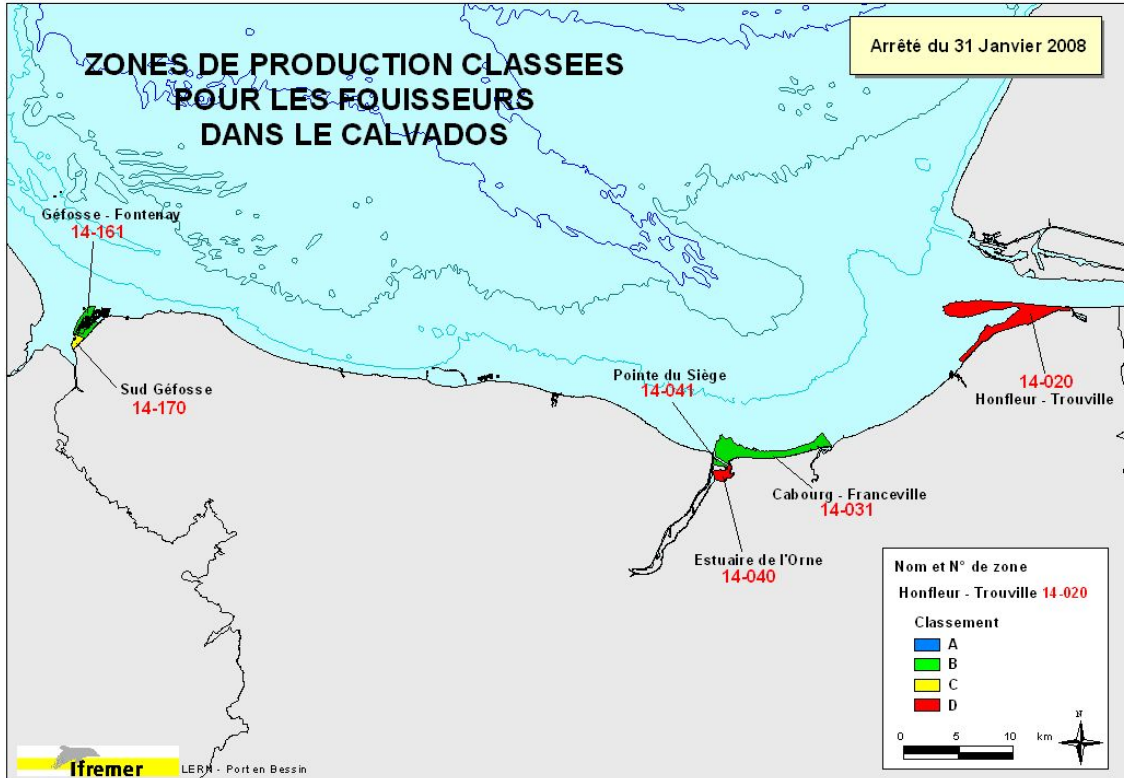 ZONES DE PRODUCTION CLASSEES
POUR LES FOUISSEURS
DANS LE CALVADOS
Arrêté du 31 Janvier 2008
Géfosse - Fontenay
14-161
Sud Géfosse
14-170
Pointe du Siège
14-041
14-020
Honfleur - Trouville
Cabourg - Franceville
14-031
Estuaire de l'Orne
14-040
Nom et N° de zone
Honfleur - Trouville 14-020
Classement
A
B
C
D
N
0 5 10 km
Ifremer
LERN - Port en Bessin